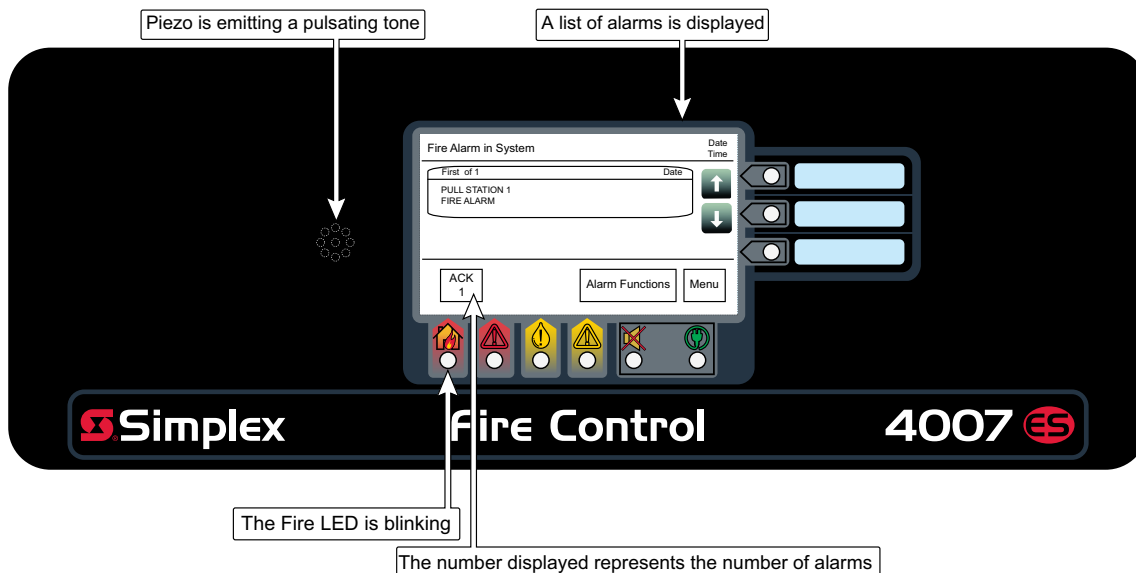 Piezo is emitting a pulsating tone
A list of alarms is displayed
Fire Alarm in System
Date
Time
First of 1
Date
PULL STATION 1
FIRE ALARM
ACK
1
Alarm Functions
Menu
Simplex
Fire Control
4007 ES
The Fire LED is blinking
The number displayed represents the number of alarms